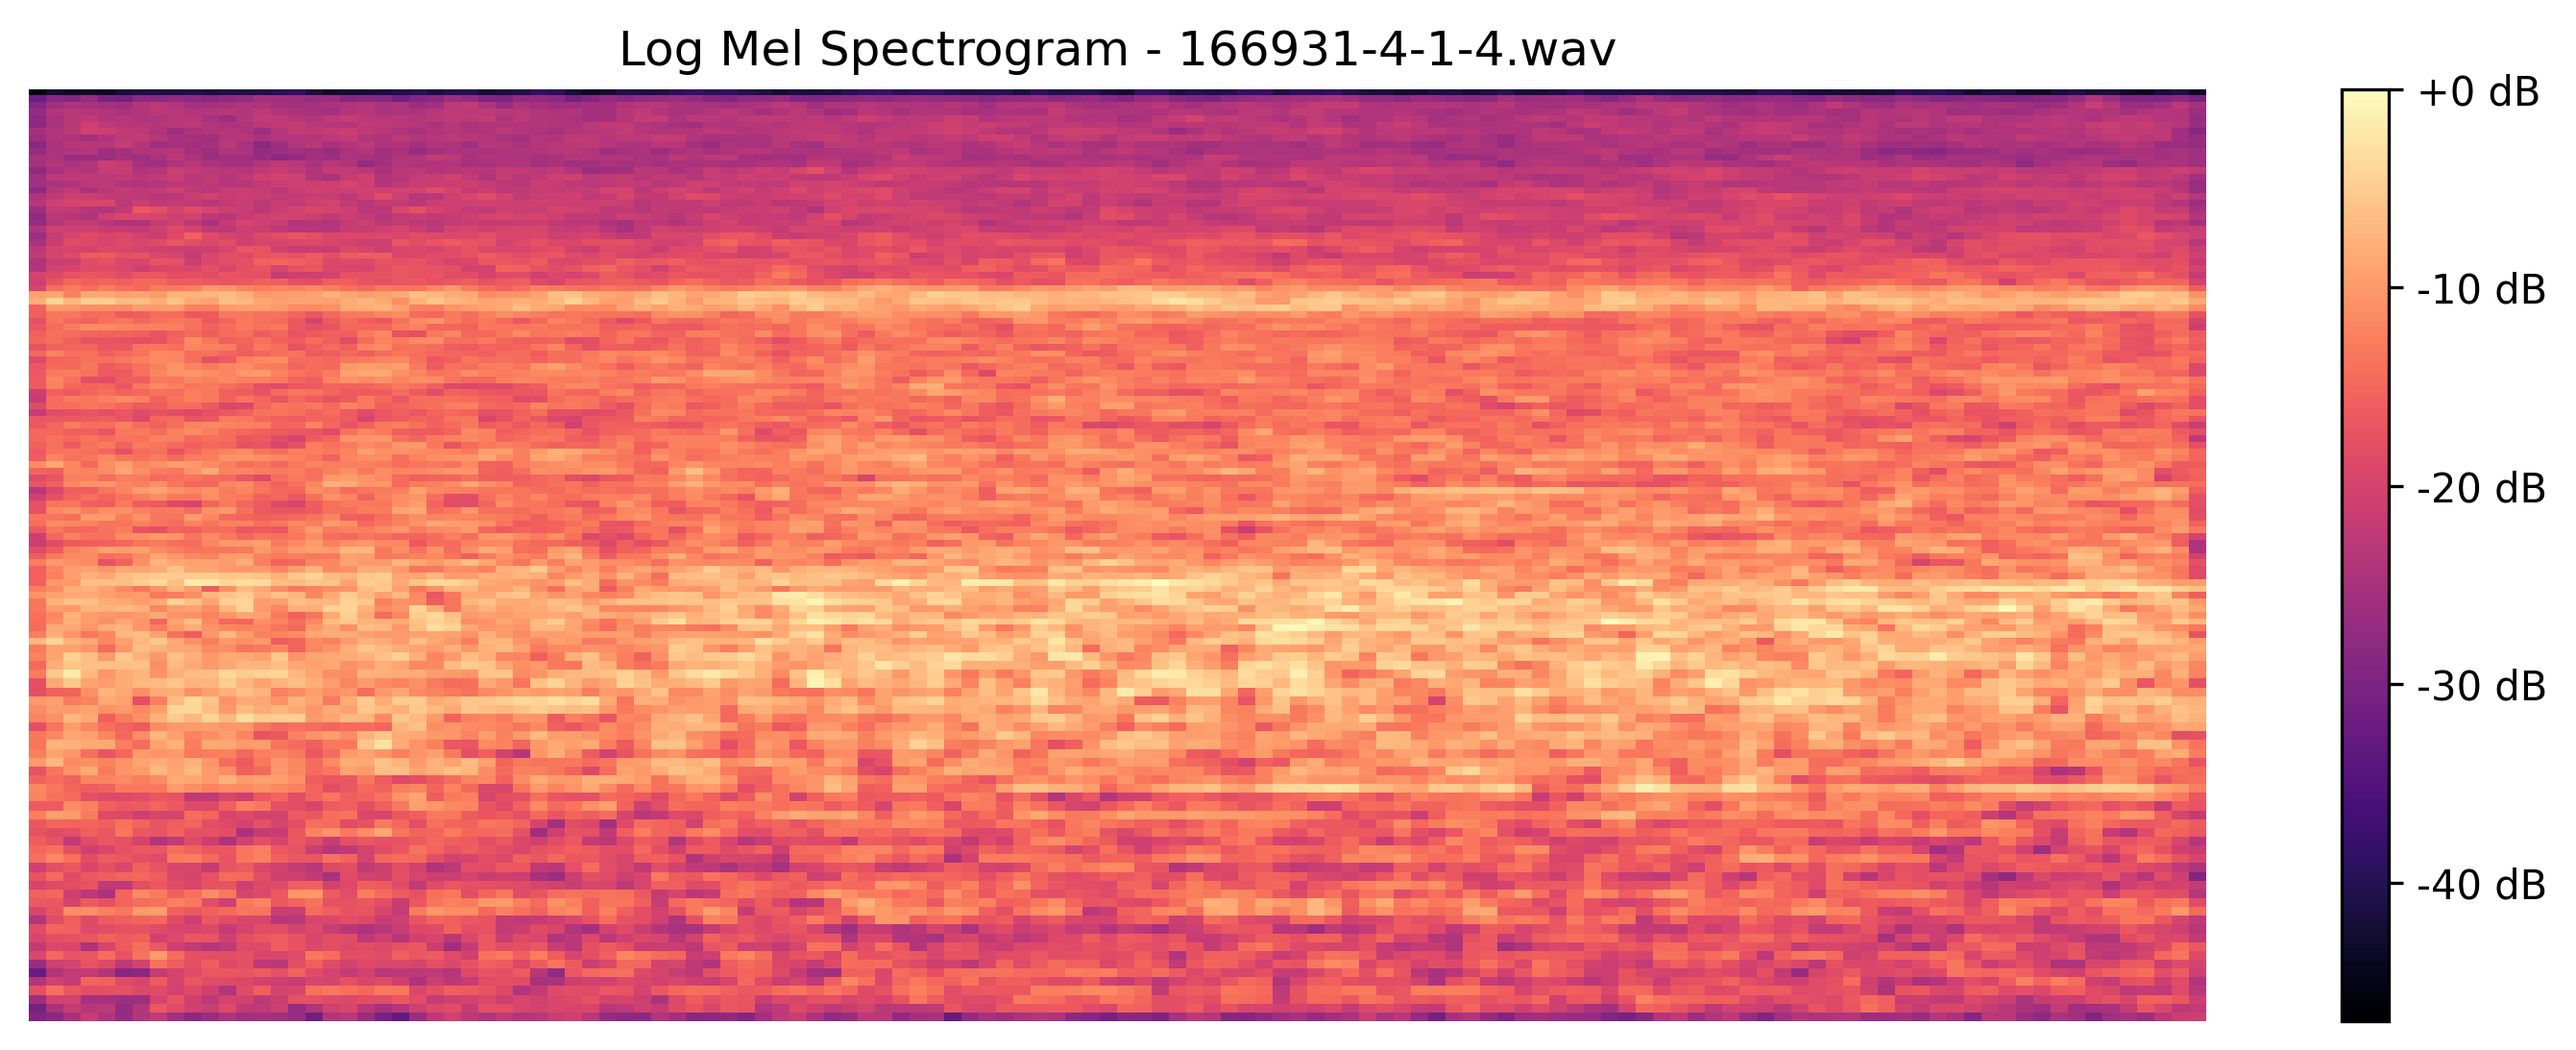 Log Mel Spectrogram - 166931-4-1-4.wav
+0 dB
-10 dB
-20 dB
-30 dB
-40 dB